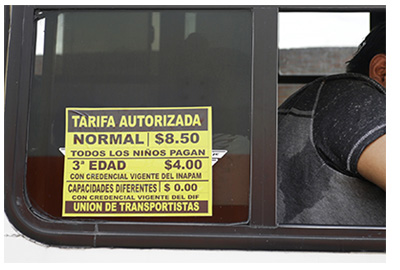 TARIFA AUTORIZADA
NORMAL $8.50
TODOS LOS NIÑOS PAGAN
3ª EDAD $4.00
CON CREDENCIAL VIGENTE DEL INAPAM
CAPACIDADES DIFERENTES $ 0.00
CON CREDENCIAL VIGENTE DEL DIF
UNION DE TRANSPORTISTAS